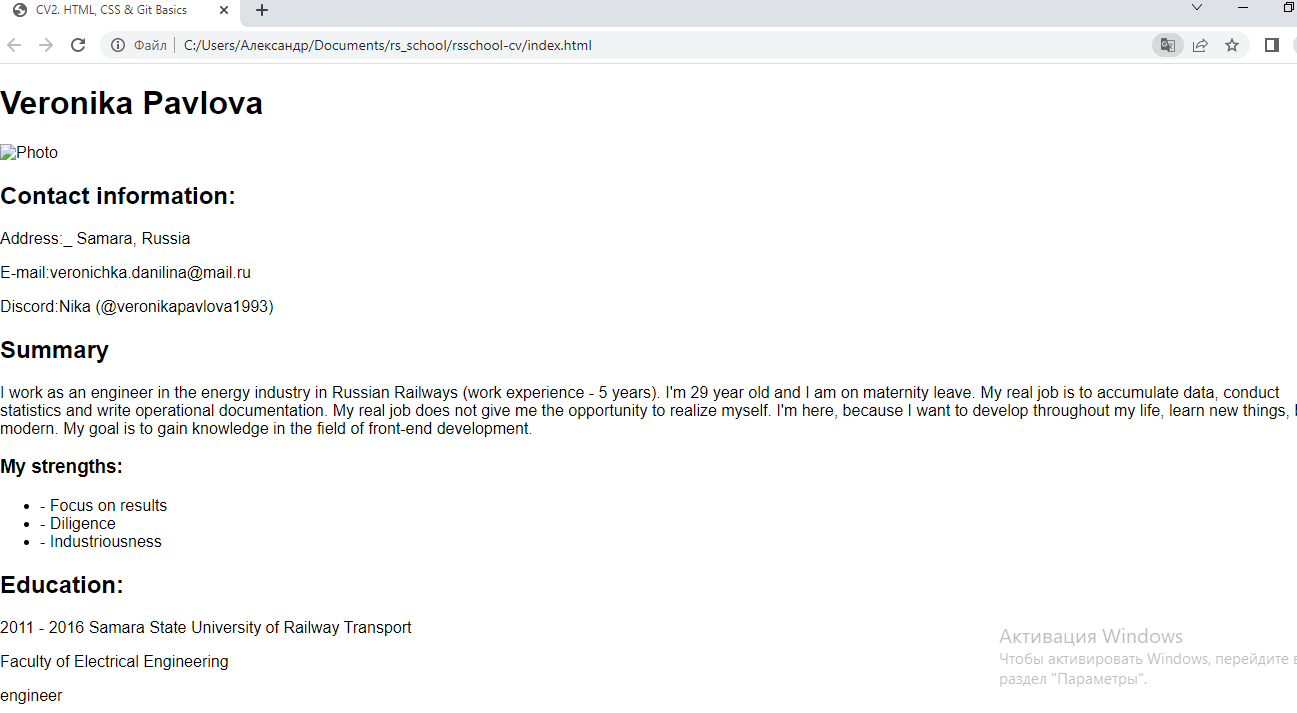 CV2. HTML, CSS & Git Basics
Файл
C:/Users/Александр/Documents/rs_school/rsschool-cv/index.html
Veronika Pavlova
Photo
Contact information:
Address:_ Samara, Russia
E-mail:veronichka.danilina@mail.ru
Discord:Nika (@veronikapavlova1993)
Summary
I work as an engineer in the energy industry in Russian Railways (work experience - 5 years). I'm 29 year old and I am on maternity leave. My real job is to accumulate data, conduct
statistics and write operational documentation. My real job does not give me the opportunity to realize myself. I'm here, because I want to develop throughout my life, learn new things,
modern. My goal is to gain knowledge in the field of front-end development.
My strengths:
- Focus on results
- Diligence
- Industriousness
Education:
2011 - 2016 Samara State University of Railway Transport
Faculty of Electrical Engineering
engineer
Активация Windows
Чтобы активировать Windows, перейдите в
раздел "Параметры".